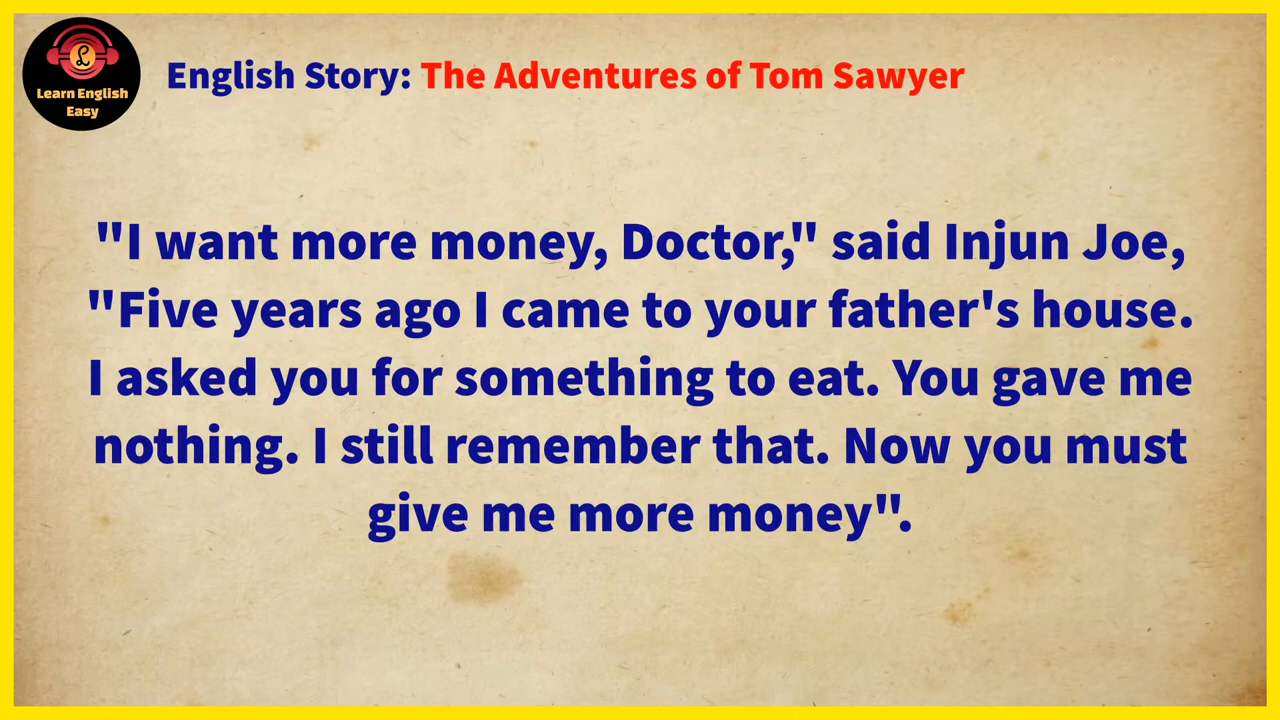 Learn English
Easy
English Story: The Adventures of Tom Sawyer
"I want more money, Doctor," said Injun Joe,
"Five years ago I came to your father's house.
I asked you for something to eat. You gave me
nothing. I still remember that. Now you must
give me more money".